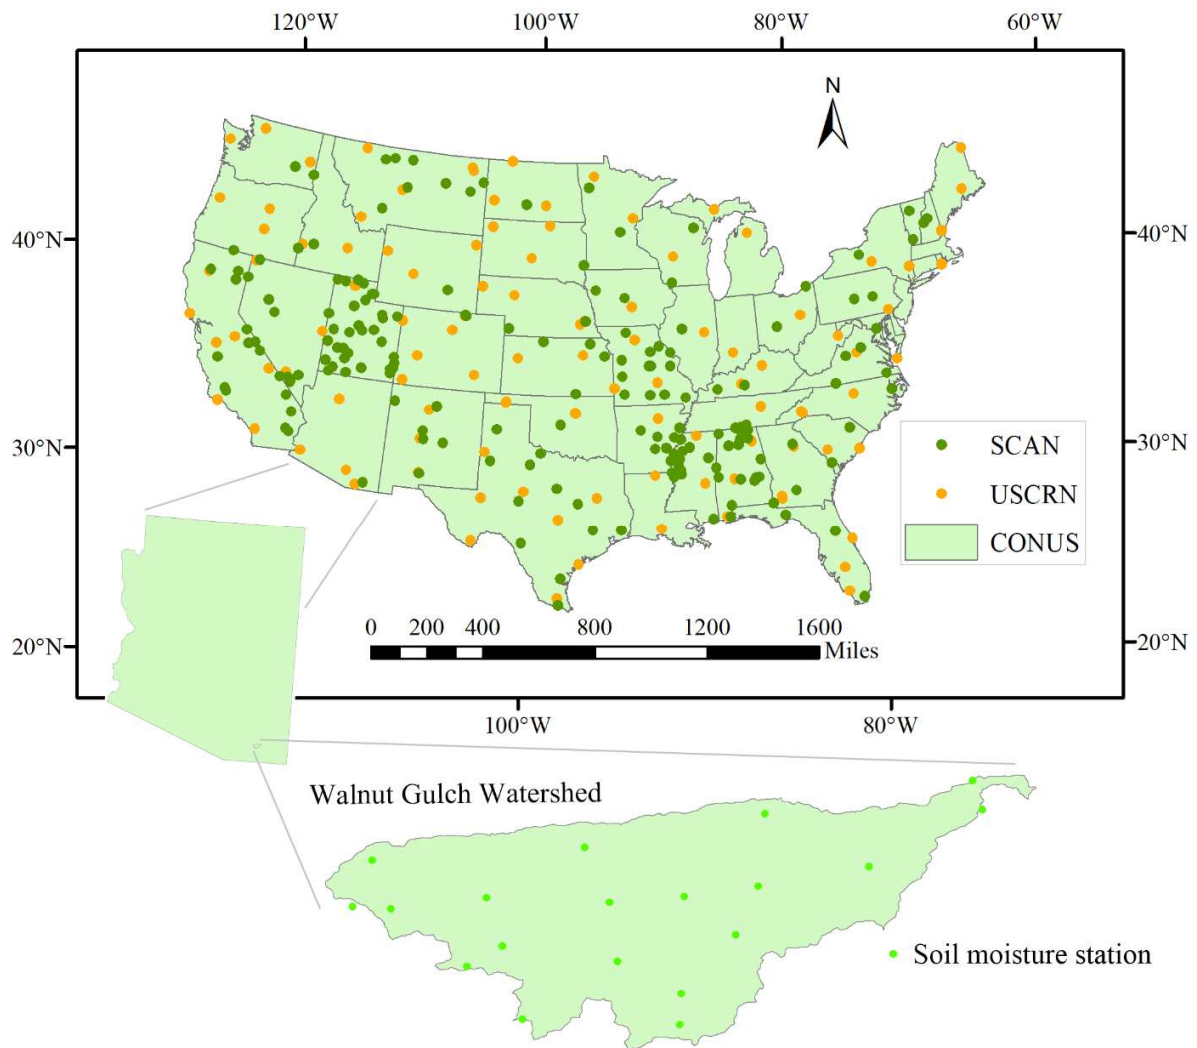 120°W 100°W 80°W 60°W
N
40°N 40°N
30°N 30°N
SCAN
USCRN
CONUS
0 200 400 800 1200 1600
Miles
20°N 20°N
100°W 80°W
Walnut Gulch Watershed
Soil moisture station